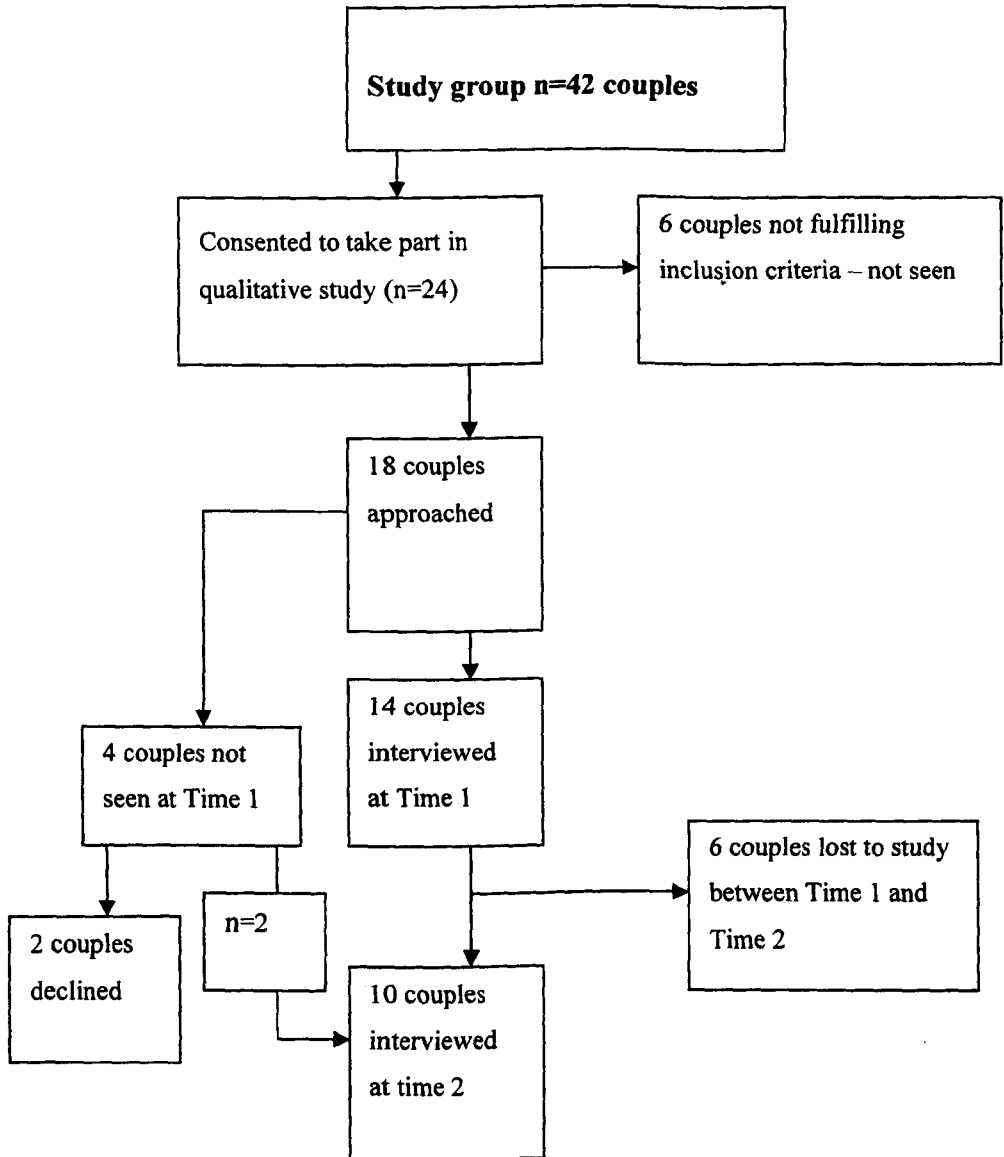 Study group n=42 couples
Consented to take part in
qualitative study (n=24)
6 couples not fulfilling
inclusion criteria – not seen
18 couples
approached
14 couples
interviewed
at Time 1
4 couples not
seen at Time 1
6 couples lost to study
between Time 1 and
Time 2
n=2
2 couples
declined
10 couples
interviewed
at time 2